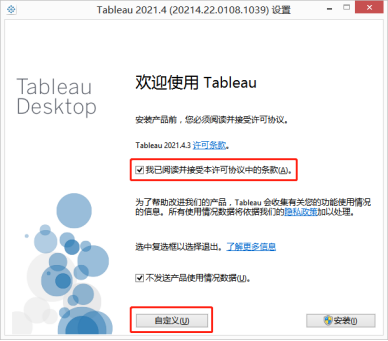 Tableau 2021.4 (20214.22.0108.1039) 设置
Tableau
Desktop
欢迎使用 Tableau
安装产品前，您必须阅读并接受许可协议。
Tableau 2021.4.3 许可条款。
我已阅读并接受本许可协议中的条款(A)。
为了帮助改进我们的产品，Tableau 会收集有关您的功能使用情况
的信息。所有使用情况数据将依据我们的隐私政策加以处理。
选中复选框以选择退出。了解更多信息
不发送产品使用情况数据(U)。
自定义(U)
安装(I)